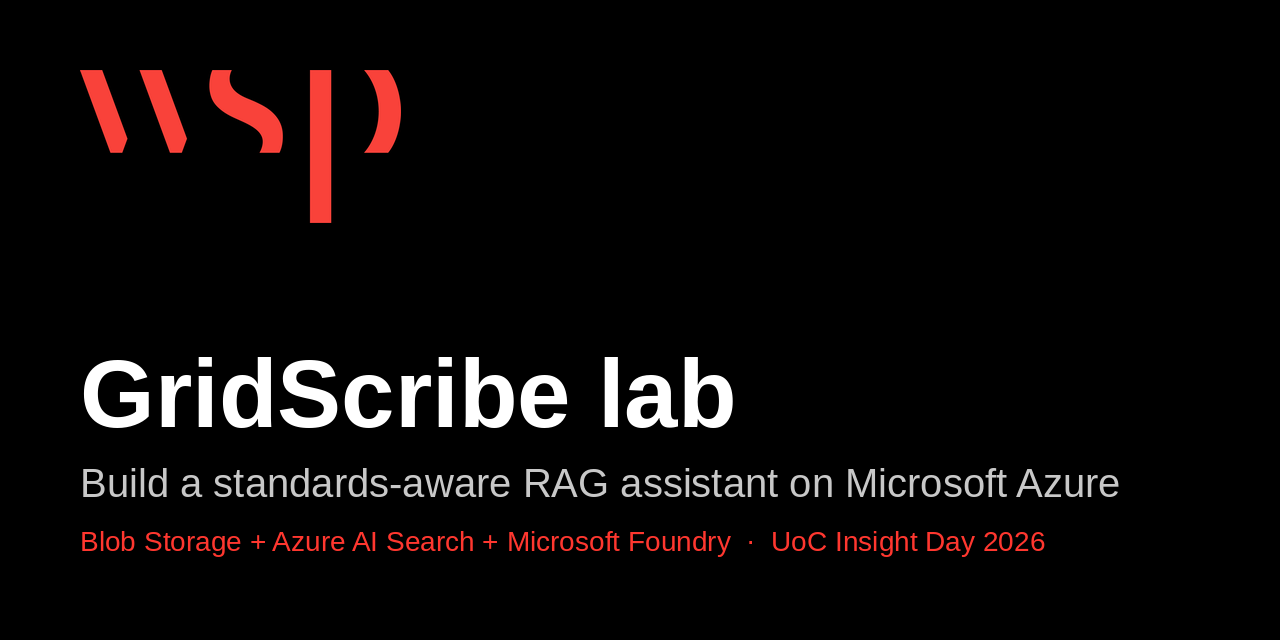 wsp
GridScribe lab
Build a standards-aware RAG assistant on Microsoft Azure
Blob Storage + Azure AI Search + Microsoft Foundry · UoC Insight Day 2026